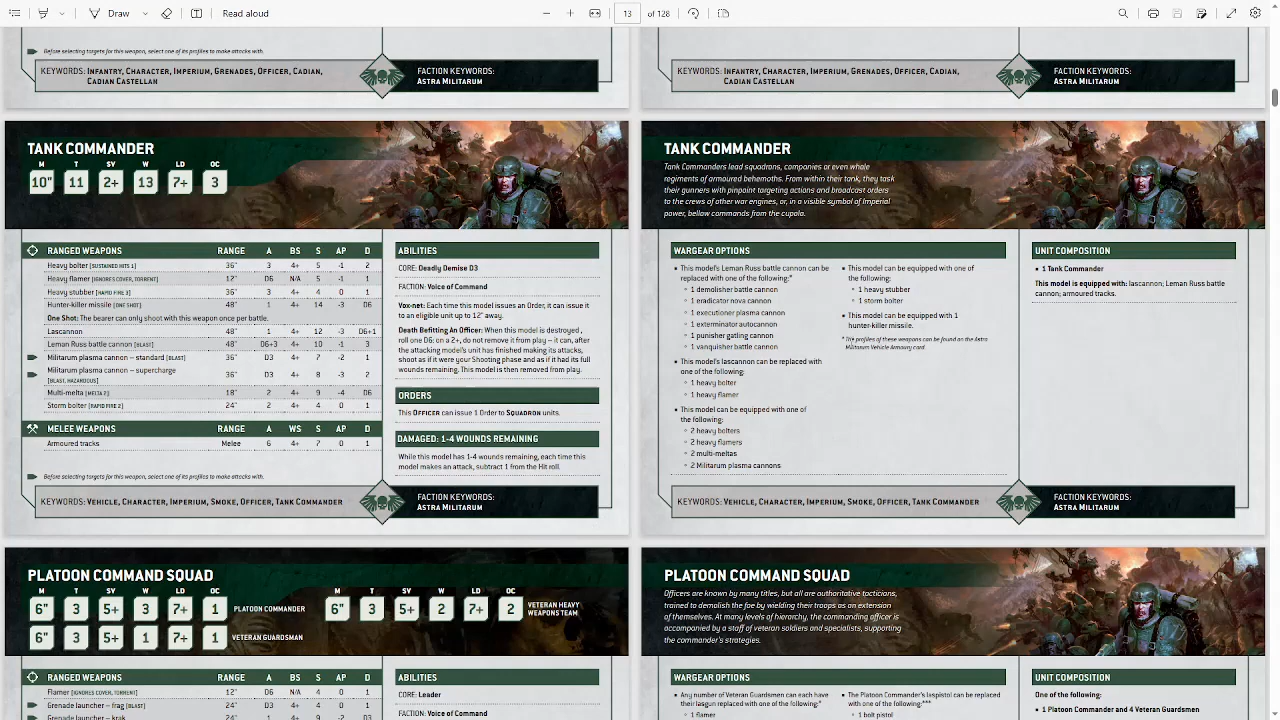 Draw
Read aloud
13 of 128
Before selecting targets for this weapon, select one of its profiles to make attacks with.
KEYWORDS: INFANTRY, CHARACTER, IMPERIUM, GRENADES, OFFICER, CADIAN,
CADIAN CASTELLAN
FACTION KEYWORDS:
ASTRA MILITARUM
KEYWORDS: INFANTRY, CHARACTER, IMPERIUM, GRENADES, OFFICER, CADIAN,
CADIAN CASTELLAN
FACTION KEYWORDS:
ASTRA MILITARUM
TANK COMMANDER
M T SV W LD OC
10" 11 2+ 13 7+ 3
RANGED WEAPONS RANGE A BS S AP D
Heavy bolter [SUSTAINED HITS 1] 36" 3 4+ 5 -1 2
Heavy flamer [IGNORES COVER, TORRENT] 12" D6 N/A 5 -1 1
Heavy stubber [RAPID FIRE 3] 36" 3 4+ 4 0 1
Hunter-killer missile [ONE SHOT] 48" 1 4+ 14 -3 D6
One Shot: The bearer can only shoot with this weapon once per battle.
Lascannon 48" 1 4+ 12 -3 D6+1
Leman Russ battle cannon [BLAST] 48" D6+3 4+ 10 -1 3
Militarum plasma cannon – standard [BLAST] 36" D3 4+ 7 -2 1
Militarum plasma cannon – supercharge
[BLAST, HAZARDOUS] 36" D3 4+ 8 -3 2
Multi-melta [MELTA 2] 18" 2 4+ 9 -4 D6
Storm bolter [RAPID FIRE 2] 24" 2 4+ 4 0 1
MELEE WEAPONS RANGE A WS S AP D
Armoured tracks Melee 6 4+ 7 0 1
Before selecting targets for this weapon, select one of its profiles to make attacks with.
ABILITIES
CORE: Deadly Demise D3
FACTION: Voice of Command
Vox-net: Each time this model issues an Order, it can issue it
to an eligible unit up to 12" away.
Death Befitting An Officer: When this model is destroyed ,
roll one D6: on a 2+, do not remove it from play – it can, after
the attacking model's unit has finished making its attacks,
shoot as if it were your Shooting phase and as if it had its full
wounds remaining. This model is then removed from play.
ORDERS
This OFFICER can issue 1 Order to SQUADRON units.
DAMAGED: 1-4 WOUNDS REMAINING
While this model has 1-4 wounds remaining, each time this
model makes an attack, subtract 1 from the Hit roll.
KEYWORDS: VEHICLE, CHARACTER, IMPERIUM, SMOKE, OFFICER, TANK COMMANDER
FACTION KEYWORDS:
ASTRA MILITARUM
TANK COMMANDER
Tank Commanders lead squadrons, companies or even whole
regiments of armoured behemoths. From within their tank, they task
their gunners with pinpoint targeting actions and broadcast orders
to the crews of other war engines, or, in a visible symbol of Imperial
power, bellow commands from the cupola.
WARGEAR OPTIONS
▪ This model's Leman Russ battle cannon can be
replaced with one of the following:*
◦ 1 demolisher battle cannon
◦ 1 eradicator nova cannon
◦ 1 executioner plasma cannon
◦ 1 exterminator autocannon
◦ 1 punisher gatling cannon
◦ 1 vanquisher battle cannon
▪ This model's lascannon can be replaced with
one of the following:
◦ 1 heavy bolter
◦ 1 heavy flamer
▪ This model can be equipped with one of
the following:
◦ 2 heavy bolters
◦ 2 heavy flamers
◦ 2 multi-meltas
◦ 2 Militarum plasma cannons
▪ This model can be equipped with one of
the following:
◦ 1 heavy stubber
◦ 1 storm bolter
▪ This model can be equipped with 1
hunter-killer missile.
* The profiles of these weapons can be found on the Astra
Militarum Vehicle Armoury card.
UNIT COMPOSITION
▪ 1 Tank Commander
This model is equipped with: lascannon; Leman Russ battle
cannon; armoured tracks.
KEYWORDS: VEHICLE, CHARACTER, IMPERIUM, SMOKE, OFFICER, TANK COMMANDER
FACTION KEYWORDS:
ASTRA MILITARUM
PLATOON COMMAND SQUAD
M T SV W LD OC
6" 3 5+ 3 7+ 1 PLATOON COMMANDER
6" 3 5+ 1 7+ 1 VETERAN GUARDSMAN
M T SV W LD OC
6" 3 5+ 2 7+ 2 VETERAN HEAVY
WEAPONS TEAM
RANGED WEAPONS RANGE A BS S AP D
Flamer [IGNORES COVER, TORRENT] 12" D6 N/A 4 0 1
Grenade launcher – frag [BLAST] 24" D3 4+ 4 0 1
Grenade launcher – krak 24" 1 4+ 9 -2 D3
ABILITIES
CORE: Leader
FACTION: Voice of Command
PLATOON COMMAND SQUAD
Officers are known by many titles, but all are authoritative tacticians,
trained to demolish the foe by wielding their troops as an extension
of themselves. At many levels of hierarchy, the commanding officer is
accompanied by a staff of veteran soldiers and specialists, supporting
the commander's strategies.
WARGEAR OPTIONS
▪ Any number of Veteran Guardsmen can each have
their lasgun replaced with one of the following:*
◦ 1 flamer
▪ The Platoon Commander's laspistol can be replaced
with one of the following:***
◦ 1 bolt pistol
UNIT COMPOSITION
One of the following:
▪ 1 Platoon Commander and 4 Veteran Guardsmen